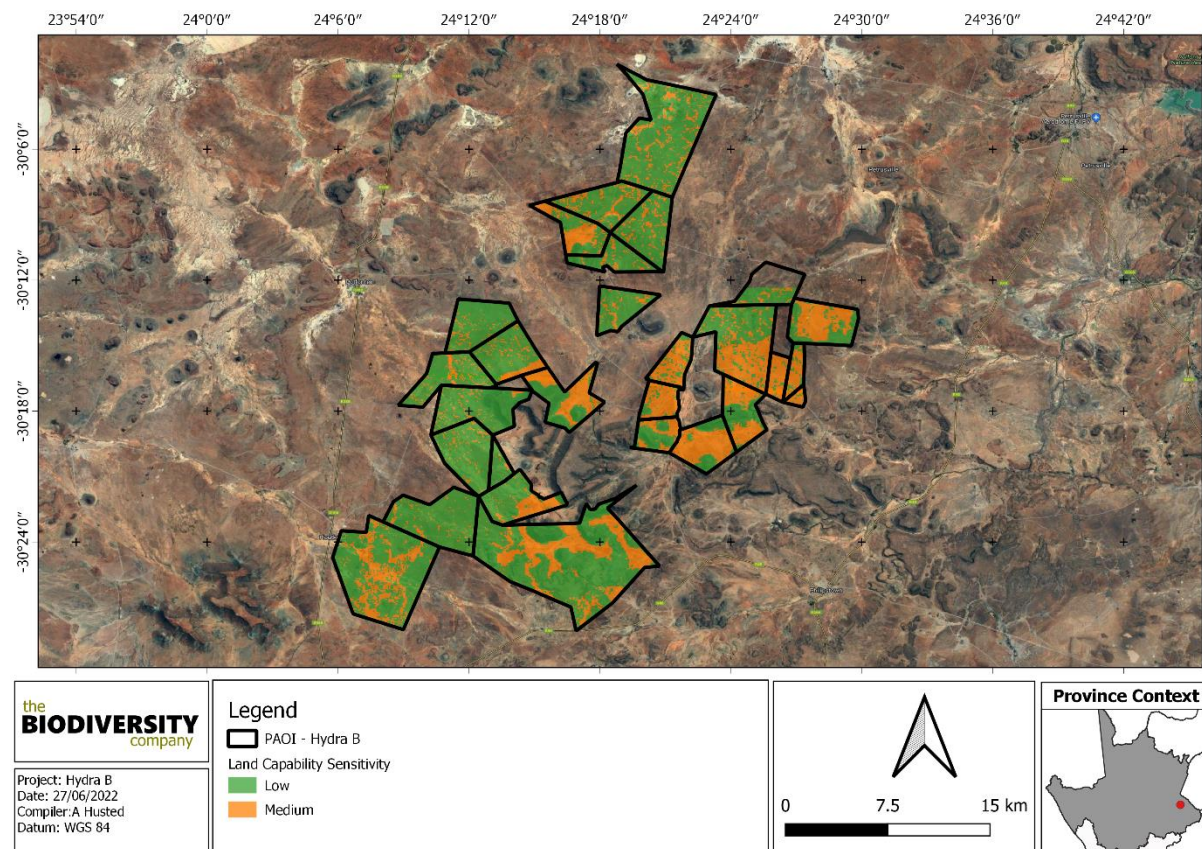 23°54′0″ 24°0′0″ 24°6′0″ 24°12′0″ 24°18′0″ 24°24′0″ 24°30′0″ 24°36′0″ 24°42′0″
-30°6′0″
-30°12′0″
-30°18′0″
-30°24′0″
Petrusville
Philipstown
the
BIODIVERSITY
company
Project: Hydra B
Date: 27/06/2022
Compiler:A Husted
Datum: WGS 84
Legend
PAOI - Hydra B
Land Capability Sensitivity
Low
Medium
0 7.5 15 km
Province Context